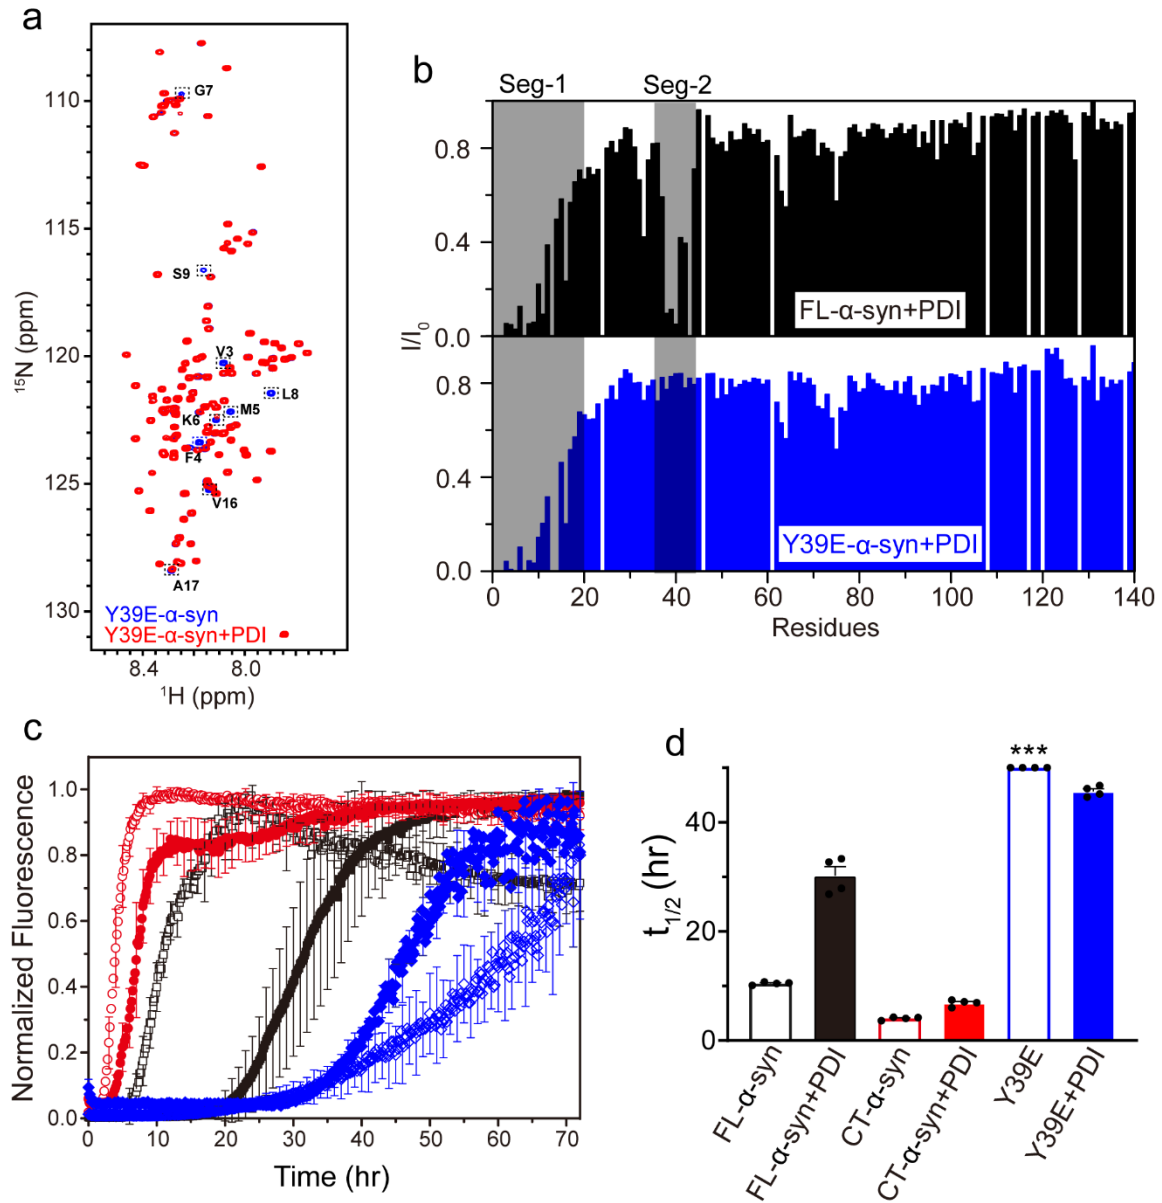 a
110
115
120
125
130
¹⁵N (ppm)
G7
S9
V3
L8
M5
K6
F4
V16
A17
Y39E-α-syn
Y39E-α-syn+PDI
8.4
8.0
¹H (ppm)
b
Seg-1
Seg-2
0.8
0.4
0.0
I/I₀
FL-α-syn+PDI
0.8
0.4
0.0
Y39E-α-syn+PDI
0
20
40
60
80
100
120
140
Residues
c
1.0
0.8
0.6
0.4
0.2
0.0
Normalized Fluorescence
0
10
20
30
40
50
60
70
Time (hr)
d
***
40
20
0
t₁/₂ (hr)
FL-α-syn
FL-α-syn+PDI
CT-α-syn
CT-α-syn+PDI
Y39E
Y39E+PDI